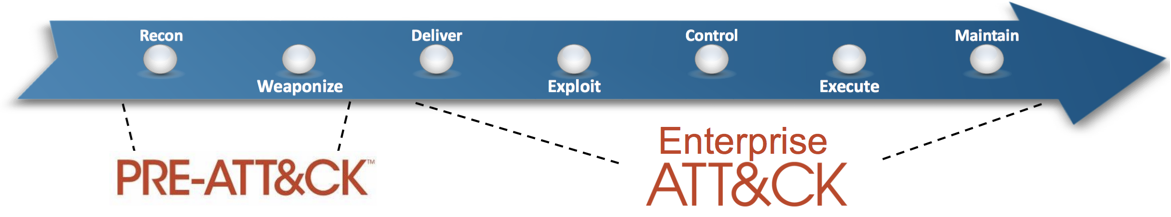 Recon
Weaponize
Deliver
Exploit
Control
Execute
Maintain
PRE-ATT&CK™
Enterprise
ATT&CK